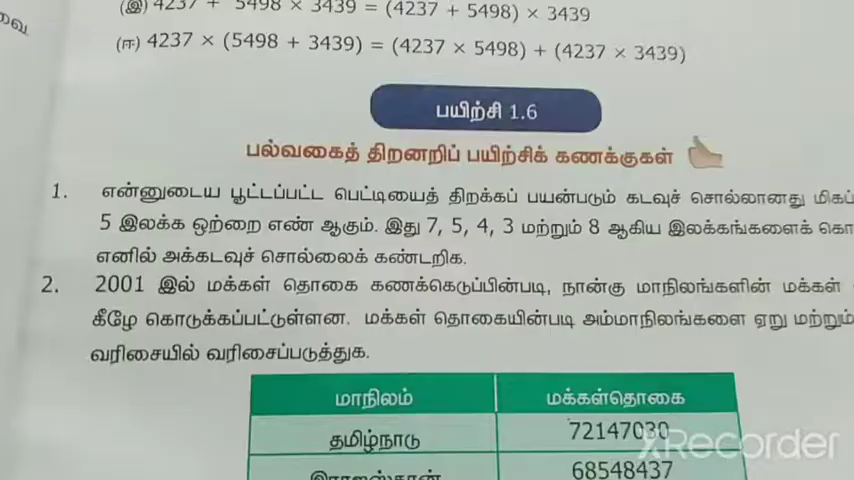 வை
(இ) 4237 + 5498 × 3439 = (4237 + 5498) × 3439
(ஈ) 4237 × (5498 + 3439) = (4237 × 5498) + (4237 × 3439)
பயிற்சி 1.6
பல்வகைத் திறனறிப் பயிற்சிக் கணக்குகள்
1. என்னுடைய பூட்டப்பட்ட பெட்டியைத் திறக்கப் பயன்படும் கடவுச் சொல்லானது மிகப்
5 இலக்க ஒற்றை எண் ஆகும். இது 7, 5, 4, 3 மற்றும் 8 ஆகிய இலக்கங்களைக் கொ
எனில் அக்கடவுச் சொல்லைக் கண்டறிக.
2. 2001 இல் மக்கள் தொகை கணக்கெடுப்பின்படி, நான்கு மாநிலங்களின் மக்கள்
கீழே கொடுக்கப்பட்டுள்ளன. மக்கள் தொகையின்படி அம்மாநிலங்களை ஏறு மற்றும்
வரிசையில் வரிசைப்படுத்துக.
மாநிலம் மக்கள்தொகை
தமிழ்நாடு 72147030
இராஜஸ்தான் 68548437
XRecorder